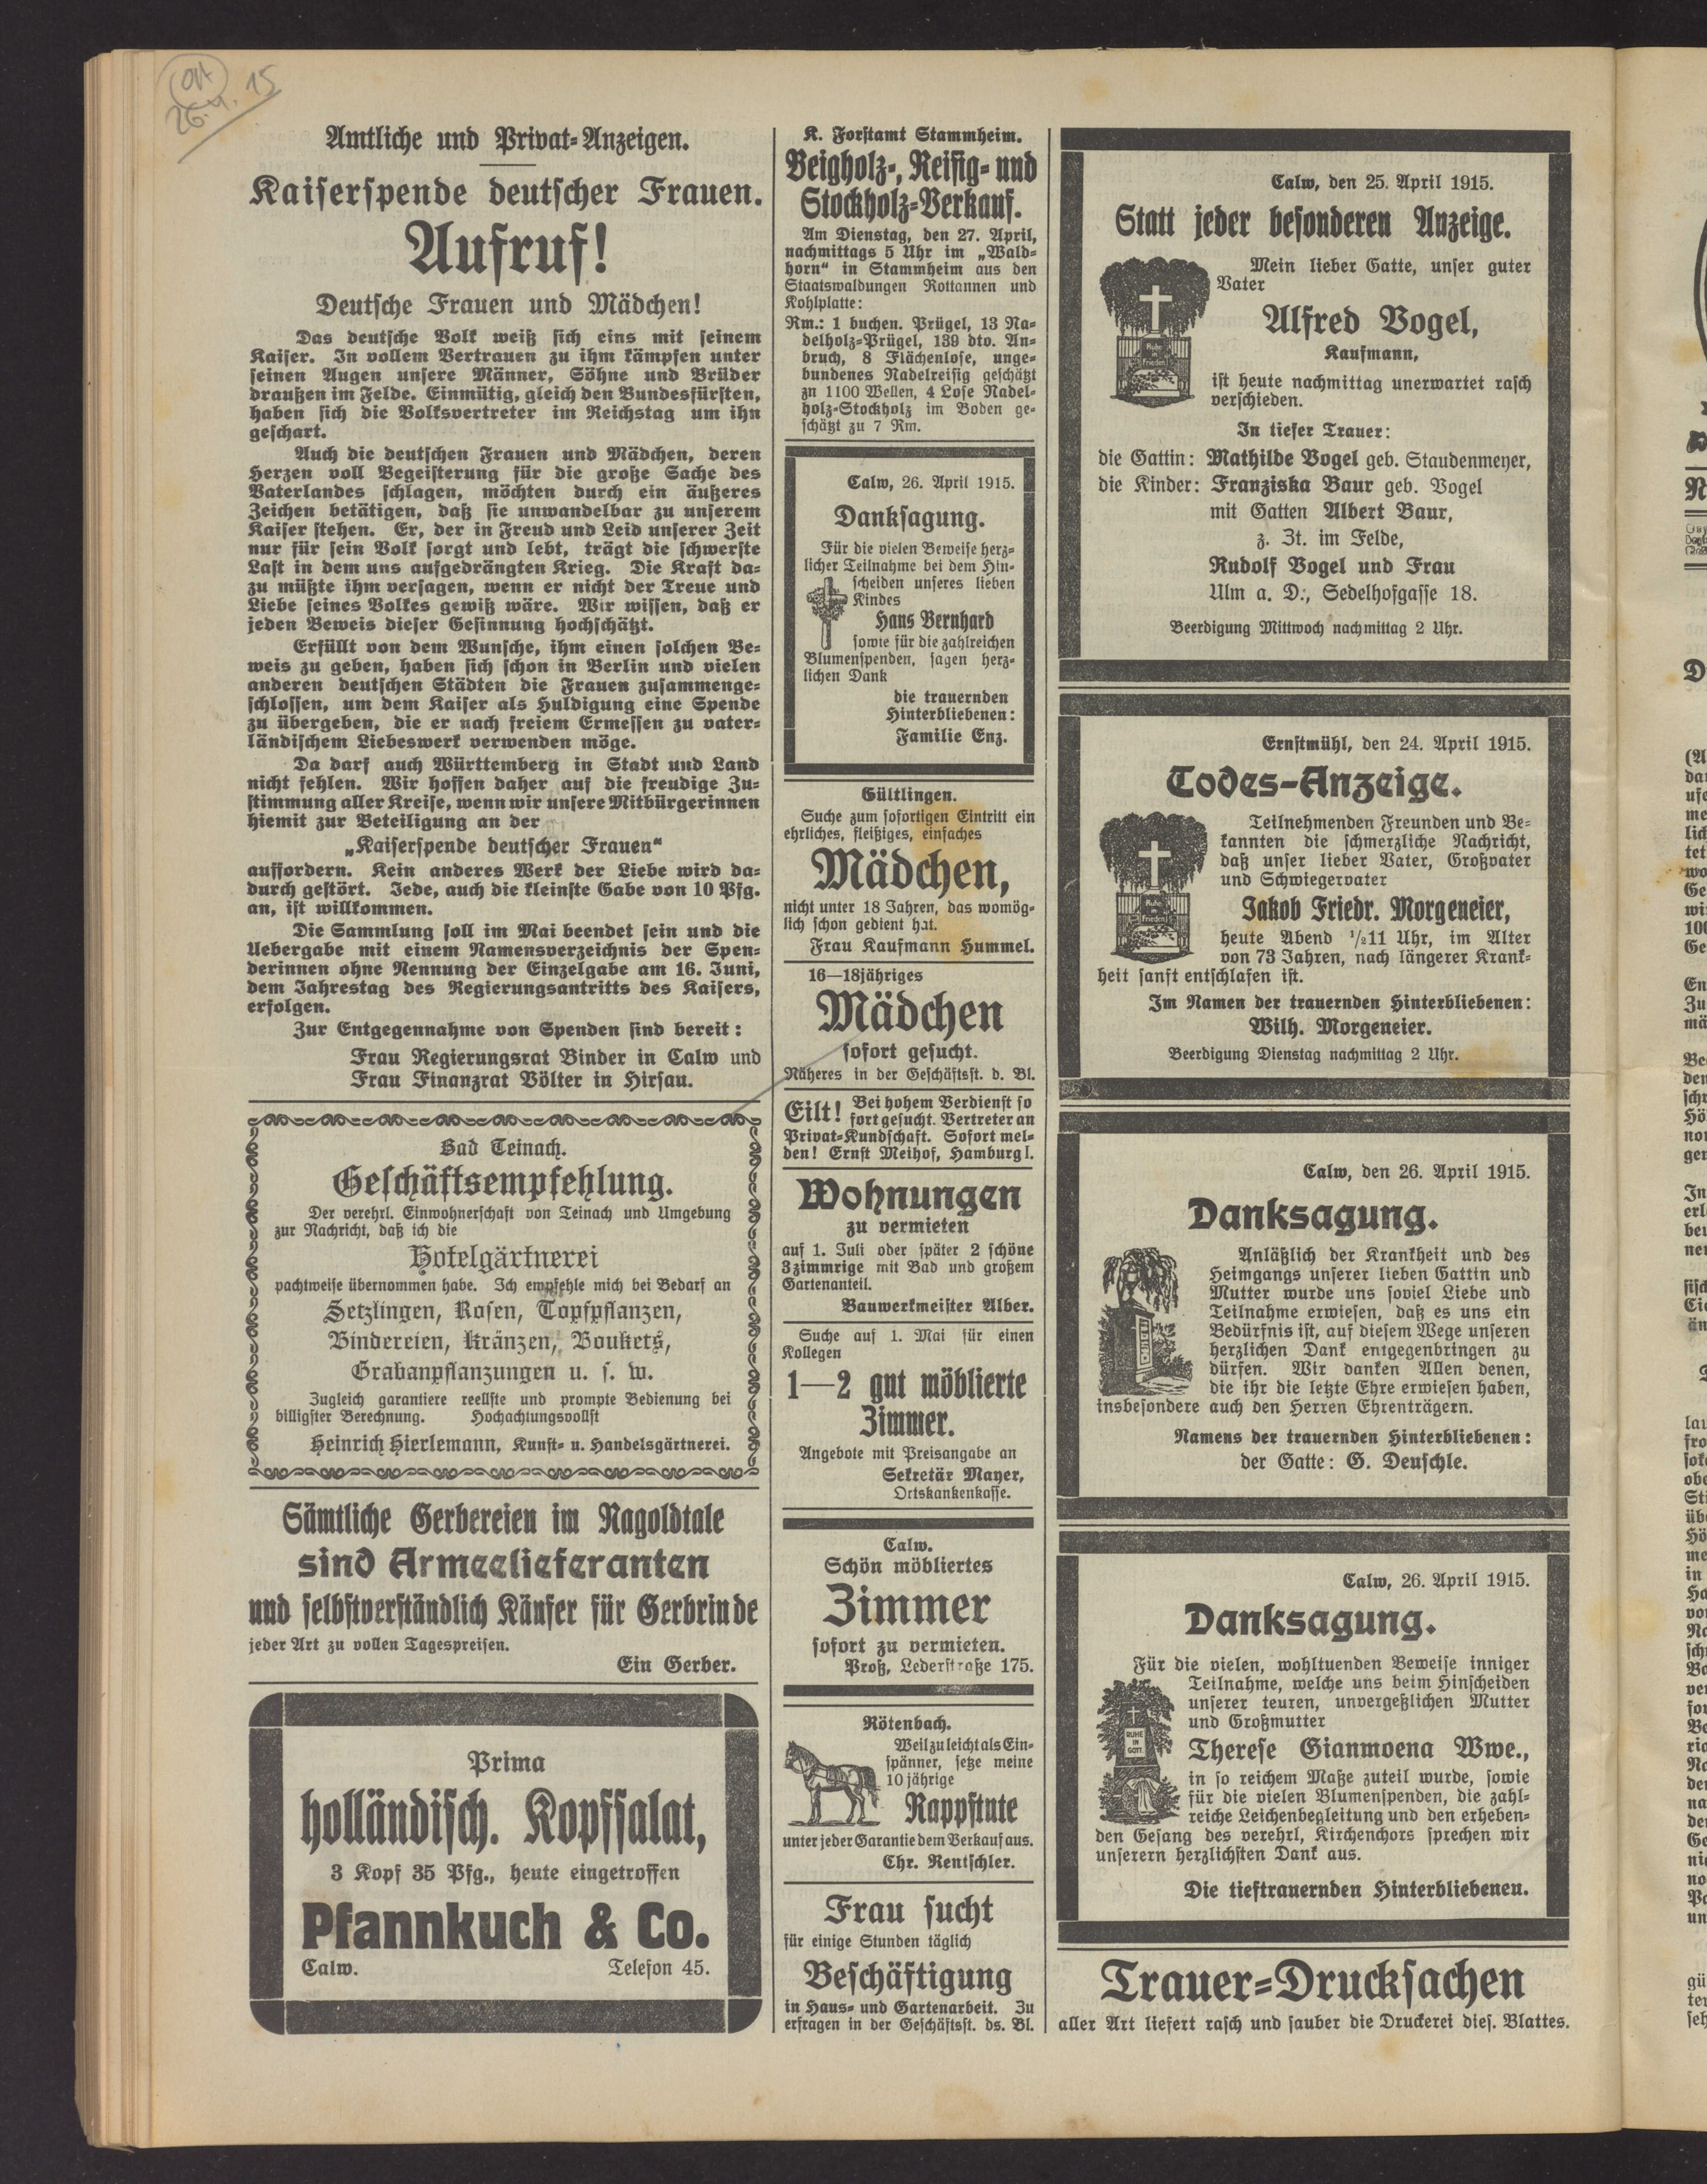 26.4.15
Amtliche und Privat-Anzeigen.
Kaiserspende deutscher Frauen.
Aufruf!
Deutsche Frauen und Mädchen!
Das deutsche Volk weiß sich eins mit seinem
Kaiser. In vollem Vertrauen zu ihm kämpfen unter
seinen Augen unsere Männer, Söhne und Brüder
draußen im Felde. Einmütig, gleich den Bundesfürsten,
haben sich die Volksvertreter im Reichstag um ihn
geschart.
Auch die deutschen Frauen und Mädchen, deren
Herzen voll Begeisterung für die große Sache des
Vaterlandes schlagen, möchten durch ein äußeres
Zeichen betätigen, daß sie unwandelbar zu unserem
Kaiser stehen. Er, der in Freud und Leid unserer Zeit
nur für sein Volk sorgt und lebt, trägt die schwerste
Last in dem uns aufgedrängten Krieg. Die Kraft da-
zu müßte ihm versagen, wenn er nicht der Treue und
Liebe seines Volkes gewiß wäre. Wir wissen, daß er
jeden Beweis dieser Gesinnung hochschätzt.
Erfüllt von dem Wunsche, ihm einen solchen Be-
weis zu geben, haben sich schon in Berlin und vielen
anderen deutschen Städten die Frauen zusammenge-
schlossen, um dem Kaiser als Huldigung eine Spende
zu übergeben, die er nach freiem Ermessen zu vater-
ländischem Liebeswerk verwenden möge.
Da darf auch Württemberg in Stadt und Land
nicht fehlen. Wir hoffen daher auf die freudige Zu-
stimmung aller Kreise, wenn wir unsere Mitbürgerinnen
hiemit zur Beteiligung an der
„Kaiserspende deutscher Frauen“
auffordern. Kein anderes Werk der Liebe wird da-
durch gestört. Jede, auch die kleinste Gabe von 10 Pfg.
an, ist willkommen.
Die Sammlung soll im Mai beendet sein und die
Uebergabe mit einem Namensverzeichnis der Spen-
derinnen ohne Nennung der Einzelgabe am 16. Juni,
dem Jahrestag des Regierungsantritts des Kaisers,
erfolgen.
Zur Entgegennahme von Spenden sind bereit:
Frau Regierungsrat Binder in Calw und
Frau Finanzrat Völter in Hirsau.
Bad Teinach.
Geschäftsempfehlung.
Der verehrl. Einwohnerschaft von Teinach und Umgebung
zur Nachricht, daß ich die
Hotelgärtnerei
pachtweise übernommen habe. Ich empfehle mich bei Bedarf an
Setzlingen, Rosen, Topfpflanzen,
Bindereien, Kränzen, Boukets,
Grabanpflanzungen u. s. w.
Zugleich garantiere reellste und prompte Bedienung bei
billigster Berechnung. Hochachtungsvollst
Heinrich Hierlemann, Kunst- u. Handelsgärtnerei.
Sämtliche Gerbereien im Nagoldtale
sind Armeelieferanten
und selbstverständlich Käufer für Gerbrinde
jeder Art zu vollen Tagespreisen.
Ein Gerber.
Prima
holländisch. Kopfsalat,
3 Kopf 35 Pfg., heute eingetroffen
Pfannkuch & Co.
Calw. Telefon 45.
K. Forstamt Stammheim.
Beigholz-, Reisig- und
Stockholz-Verkauf.
Am Dienstag, den 27. April,
nachmittags 5 Uhr im „Wald-
horn“ in Stammheim aus den
Staatswaldungen Rottannen und
Kohlplatte:
Rm.: 1 buchen. Prügel, 13 Na-
delholz-Prügel, 139 dto. An-
bruch, 8 Flächenlose, unge-
bundenes Nadelreisig geschätzt
zu 1100 Wellen, 4 Lose Nadel-
holz-Stockholz im Boden ge-
schätzt zu 7 Rm.
Calw, 26. April 1915.
Danksagung.
Für die vielen Beweise herz-
licher Teilnahme bei dem Hin-
scheiden unseres lieben
Kindes
Hans Bernhard
sowie für die zahlreichen
Blumenspenden, sagen herz-
lichen Dank
die trauernden
Hinterbliebenen:
Familie Enz.
Gültlingen.
Suche zum sofortigen Eintritt ein
ehrliches, fleißiges, einfaches
Mädchen,
nicht unter 18 Jahren, das womög-
lich schon gedient hat.
Frau Kaufmann Hummel.
16—18jähriges
Mädchen
sofort gesucht.
Näheres in der Geschäftsst. d. Bl.
Eilt! Bei hohem Verdienst so
fort gesucht. Vertreter an
Privat-Kundschaft. Sofort mel-
den! Ernst Meihof, Hamburg I.
Wohnungen
zu vermieten
auf 1. Juli oder später 2 schöne
3zimmrige mit Bad und großem
Gartenanteil.
Bauwerkmeister Alber.
Suche auf 1. Mai für einen
Kollegen
1—2 gut möblierte
Zimmer.
Angebote mit Preisangabe an
Sekretär Mayer,
Ortskankenkasse.
Calw.
Schön möbliertes
Zimmer
sofort zu vermieten.
Proß, Lederstraße 175.
Rötenbach.
Weil zu leicht als Ein-
spänner, setze meine
10 jährige
Rappstute
unter jeder Garantie dem Verkauf aus.
Chr. Rentschler.
Frau sucht
für einige Stunden täglich
Beschäftigung
in Haus- und Gartenarbeit. Zu
erfragen in der Geschäftsst. ds. Bl.
Calw, den 25. April 1915.
Statt jeder besonderen Anzeige.
Mein lieber Gatte, unser guter
Vater
Alfred Vogel,
Kaufmann,
ist heute nachmittag unerwartet rasch
verschieden.
Ruhe
in
Frieden
In tiefer Trauer:
die Gattin: Mathilde Vogel geb. Staudenmeyer,
die Kinder: Franziska Baur geb. Vogel
mit Gatten Albert Baur,
z. Zt. im Felde,
Rudolf Vogel und Frau
Ulm a. D., Sedelhofgasse 18.
Beerdigung Mittwoch nachmittag 2 Uhr.
Ernstmühl, den 24. April 1915.
Todes-Anzeige.
Teilnehmenden Freunden und Be-
kannten die schmerzliche Nachricht,
daß unser lieber Vater, Großvater
und Schwiegervater
Jakob Friedr. Morgeneier,
heute Abend ½11 Uhr, im Alter
von 73 Jahren, nach längerer Krank-
heit sanft entschlafen ist.
Ruhe
in
Frieden
Im Namen der trauernden Hinterbliebenen:
Wilh. Morgeneier.
Beerdigung Dienstag nachmittag 2 Uhr.
Calw, den 26. April 1915.
Danksagung.
Anläßlich der Krankheit und des
Heimgangs unserer lieben Gattin und
Mutter wurde uns soviel Liebe und
Teilnahme erwiesen, daß es uns ein
Bedürfnis ist, auf diesem Wege unseren
herzlichen Dank entgegenbringen zu
dürfen. Wir danken Allen denen,
die ihr die letzte Ehre erwiesen haben,
insbesondere auch den Herren Ehrenträgern.
Namens der trauernden Hinterbliebenen:
der Gatte: G. Deuschle.
Calw, 26. April 1915.
Danksagung.
Für die vielen, wohltuenden Beweise inniger
Teilnahme, welche uns beim Hinscheiden
unserer teuren, unvergeßlichen Mutter
und Großmutter
RUHE
IN
GOTT
Therese Gianmoena Wwe.,
in so reichem Maße zuteil wurde, sowie
für die vielen Blumenspenden, die zahl-
reiche Leichenbegleitung und den erheben-
den Gesang des verehrl, Kirchenchors sprechen wir
unserern herzlichsten Dank aus.
Die tieftrauernden Hinterbliebenen.
Trauer-Drucksachen
aller Art liefert rasch und sauber die Druckerei dies. Blattes.